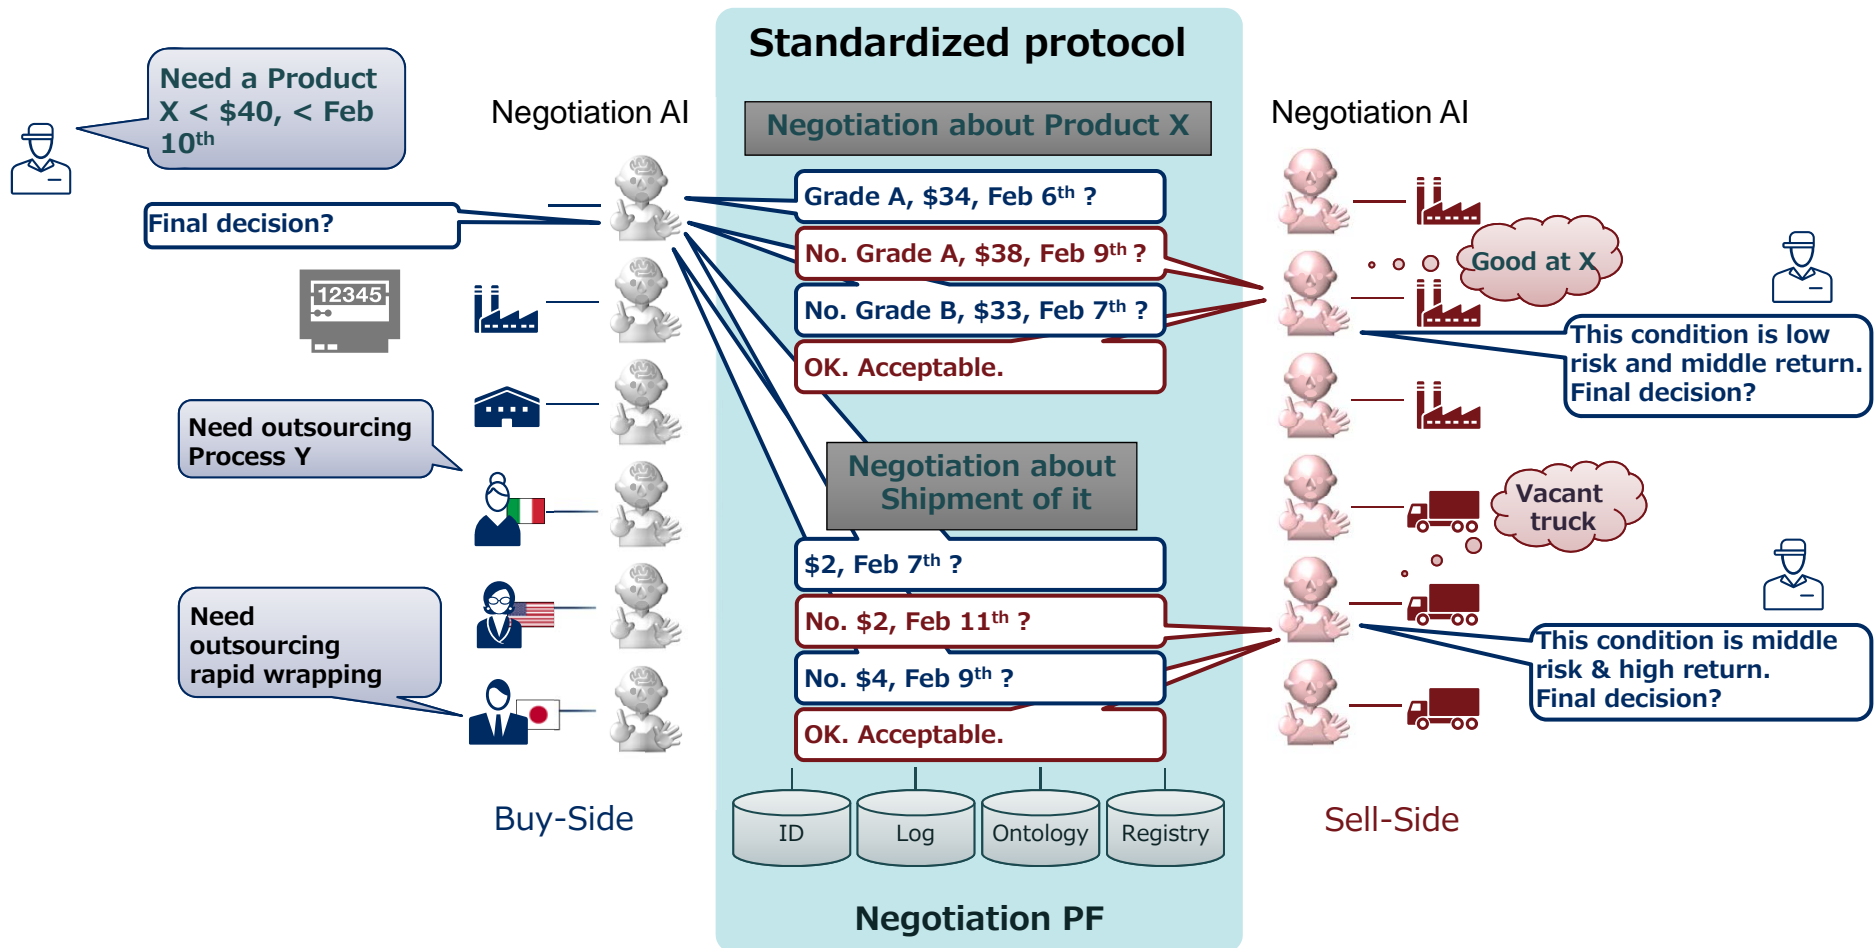 Standardized protocol
Need a Product
X < $40, < Feb
10th
Negotiation AI
Negotiation about Product X
Negotiation AI
Grade A, $34, Feb 6th ?
Final decision?
No. Grade A, $38, Feb 9th ?
Good at X
12345
No. Grade B, $33, Feb 7th ?
This condition is low
risk and middle return.
Final decision?
OK. Acceptable.
Need outsourcing
Process Y
Negotiation about
Shipment of it
Vacant
truck
$2, Feb 7th ?
Need
outsourcing
rapid wrapping
No. $2, Feb 11th ?
This condition is middle
risk & high return.
Final decision?
No. $4, Feb 9th ?
OK. Acceptable.
Buy-Side
ID
Log
Ontology
Registry
Sell-Side
Negotiation PF